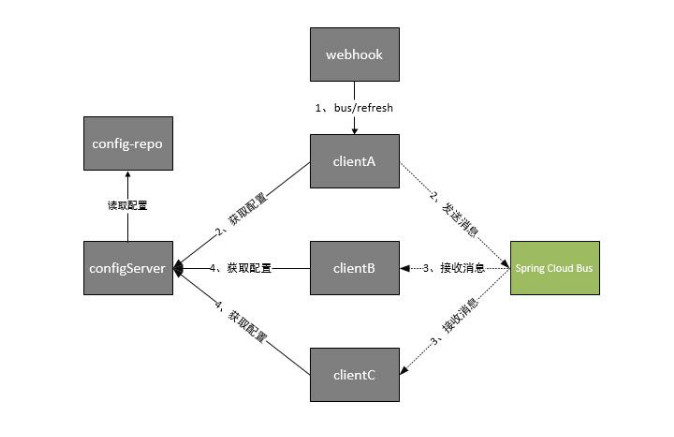 webhook
1、bus/refresh
config-repo
clientA
读取配置
2、获取配置
2、发送消息
configServer
4、获取配置
clientB
3、接收消息
Spring Cloud Bus
4、获取配置
3、接收消息
clientC